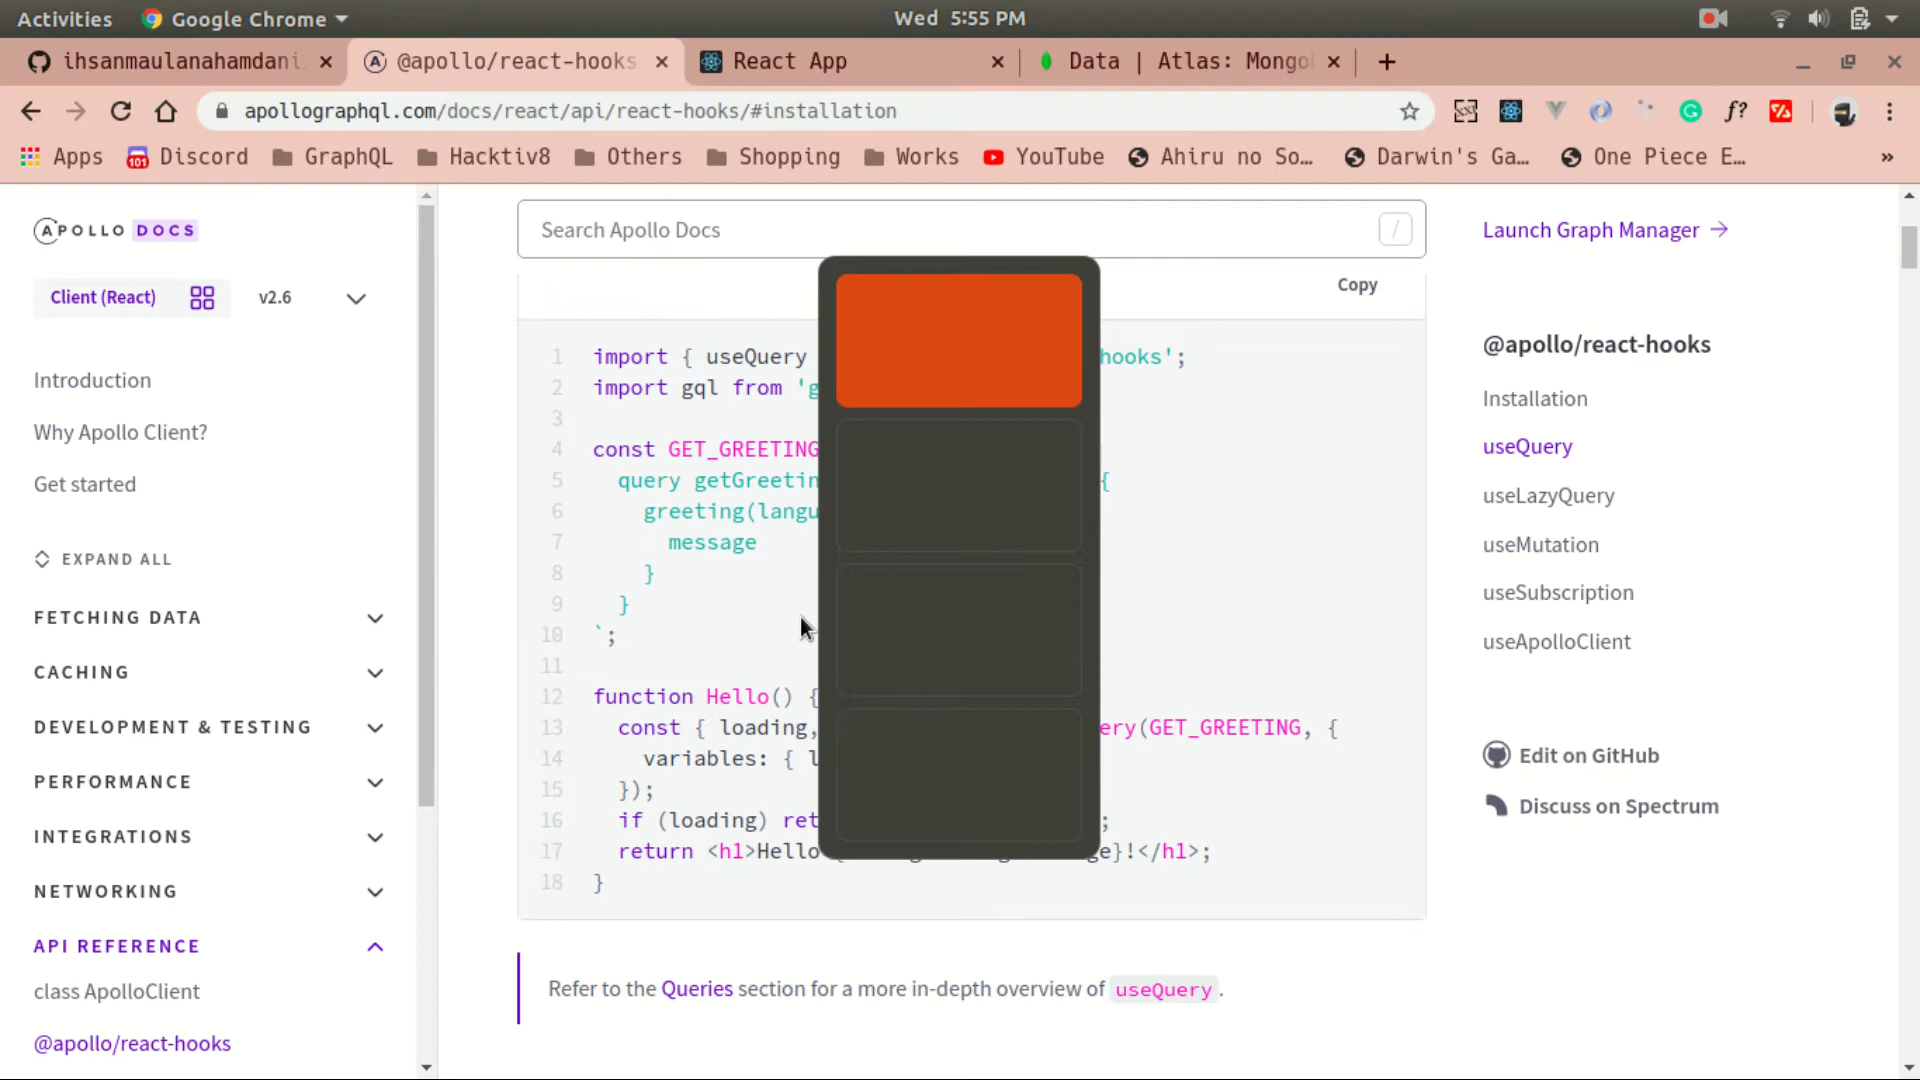 Activities Google Chrome Wed 5:55 PM
ihsanmaulanahamdani @apollo/react-hooks React App Data | Atlas: Mongo
apollographql.com/docs/react/api/react-hooks/#installation
Apps Discord GraphQL Hacktiv8 Others Shopping Works YouTube Ahiru no So... Darwin's Ga... One Piece E... »
APOLLO DOCS
Search Apollo Docs /
Launch Graph Manager →
Client (React) v2.6
Copy
Introduction
Why Apollo Client?
Get started
EXPAND ALL
FETCHING DATA
CACHING
DEVELOPMENT & TESTING
PERFORMANCE
INTEGRATIONS
NETWORKING
API REFERENCE
class ApolloClient
@apollo/react-hooks
1 import { useQuery hooks';
2 import gql from 'g
3
4 const GET_GREETING
5 query getGreetin {
6 greeting(langu
7 message
8 }
9 }
10 `;
11
12 function Hello() {
13 const { loading, ery(GET_GREETING, {
14 variables: { l
15 });
16 if (loading) ret ;
17 return <h1>Hello e}!</h1>;
18 }
Refer to the Queries section for a more in-depth overview of useQuery.
@apollo/react-hooks
Installation
useQuery
useLazyQuery
useMutation
useSubscription
useApolloClient
Edit on GitHub
Discuss on Spectrum